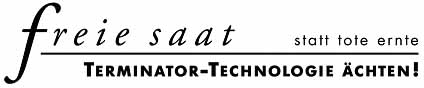 freie saat statt tote ernte
TERMINATOR-TECHNOLOGIE ÄCHTEN!